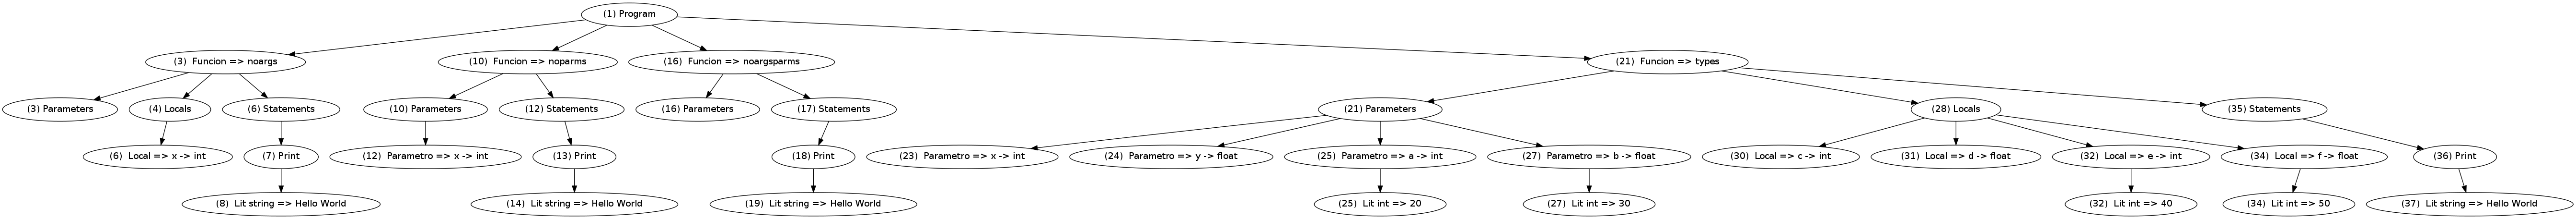 (1) Program
(3) Funcion => noargs
(10) Funcion => noparms
(16) Funcion => noargsparms
(21) Funcion => types
(3) Parameters
(4) Locals
(6) Statements
(10) Parameters
(12) Statements
(16) Parameters
(17) Statements
(21) Parameters
(28) Locals
(35) Statements
(6) Local => x -> int
(7) Print
(12) Parametro => x -> int
(13) Print
(18) Print
(23) Parametro => x -> int
(24) Parametro => y -> float
(25) Parametro => a -> int
(27) Parametro => b -> float
(30) Local => c -> int
(31) Local => d -> float
(32) Local => e -> int
(34) Local => f -> float
(36) Print
(8) Lit string => Hello World
(14) Lit string => Hello World
(19) Lit string => Hello World
(25) Lit int => 20
(27) Lit int => 30
(32) Lit int => 40
(34) Lit int => 50
(37) Lit string => Hello World